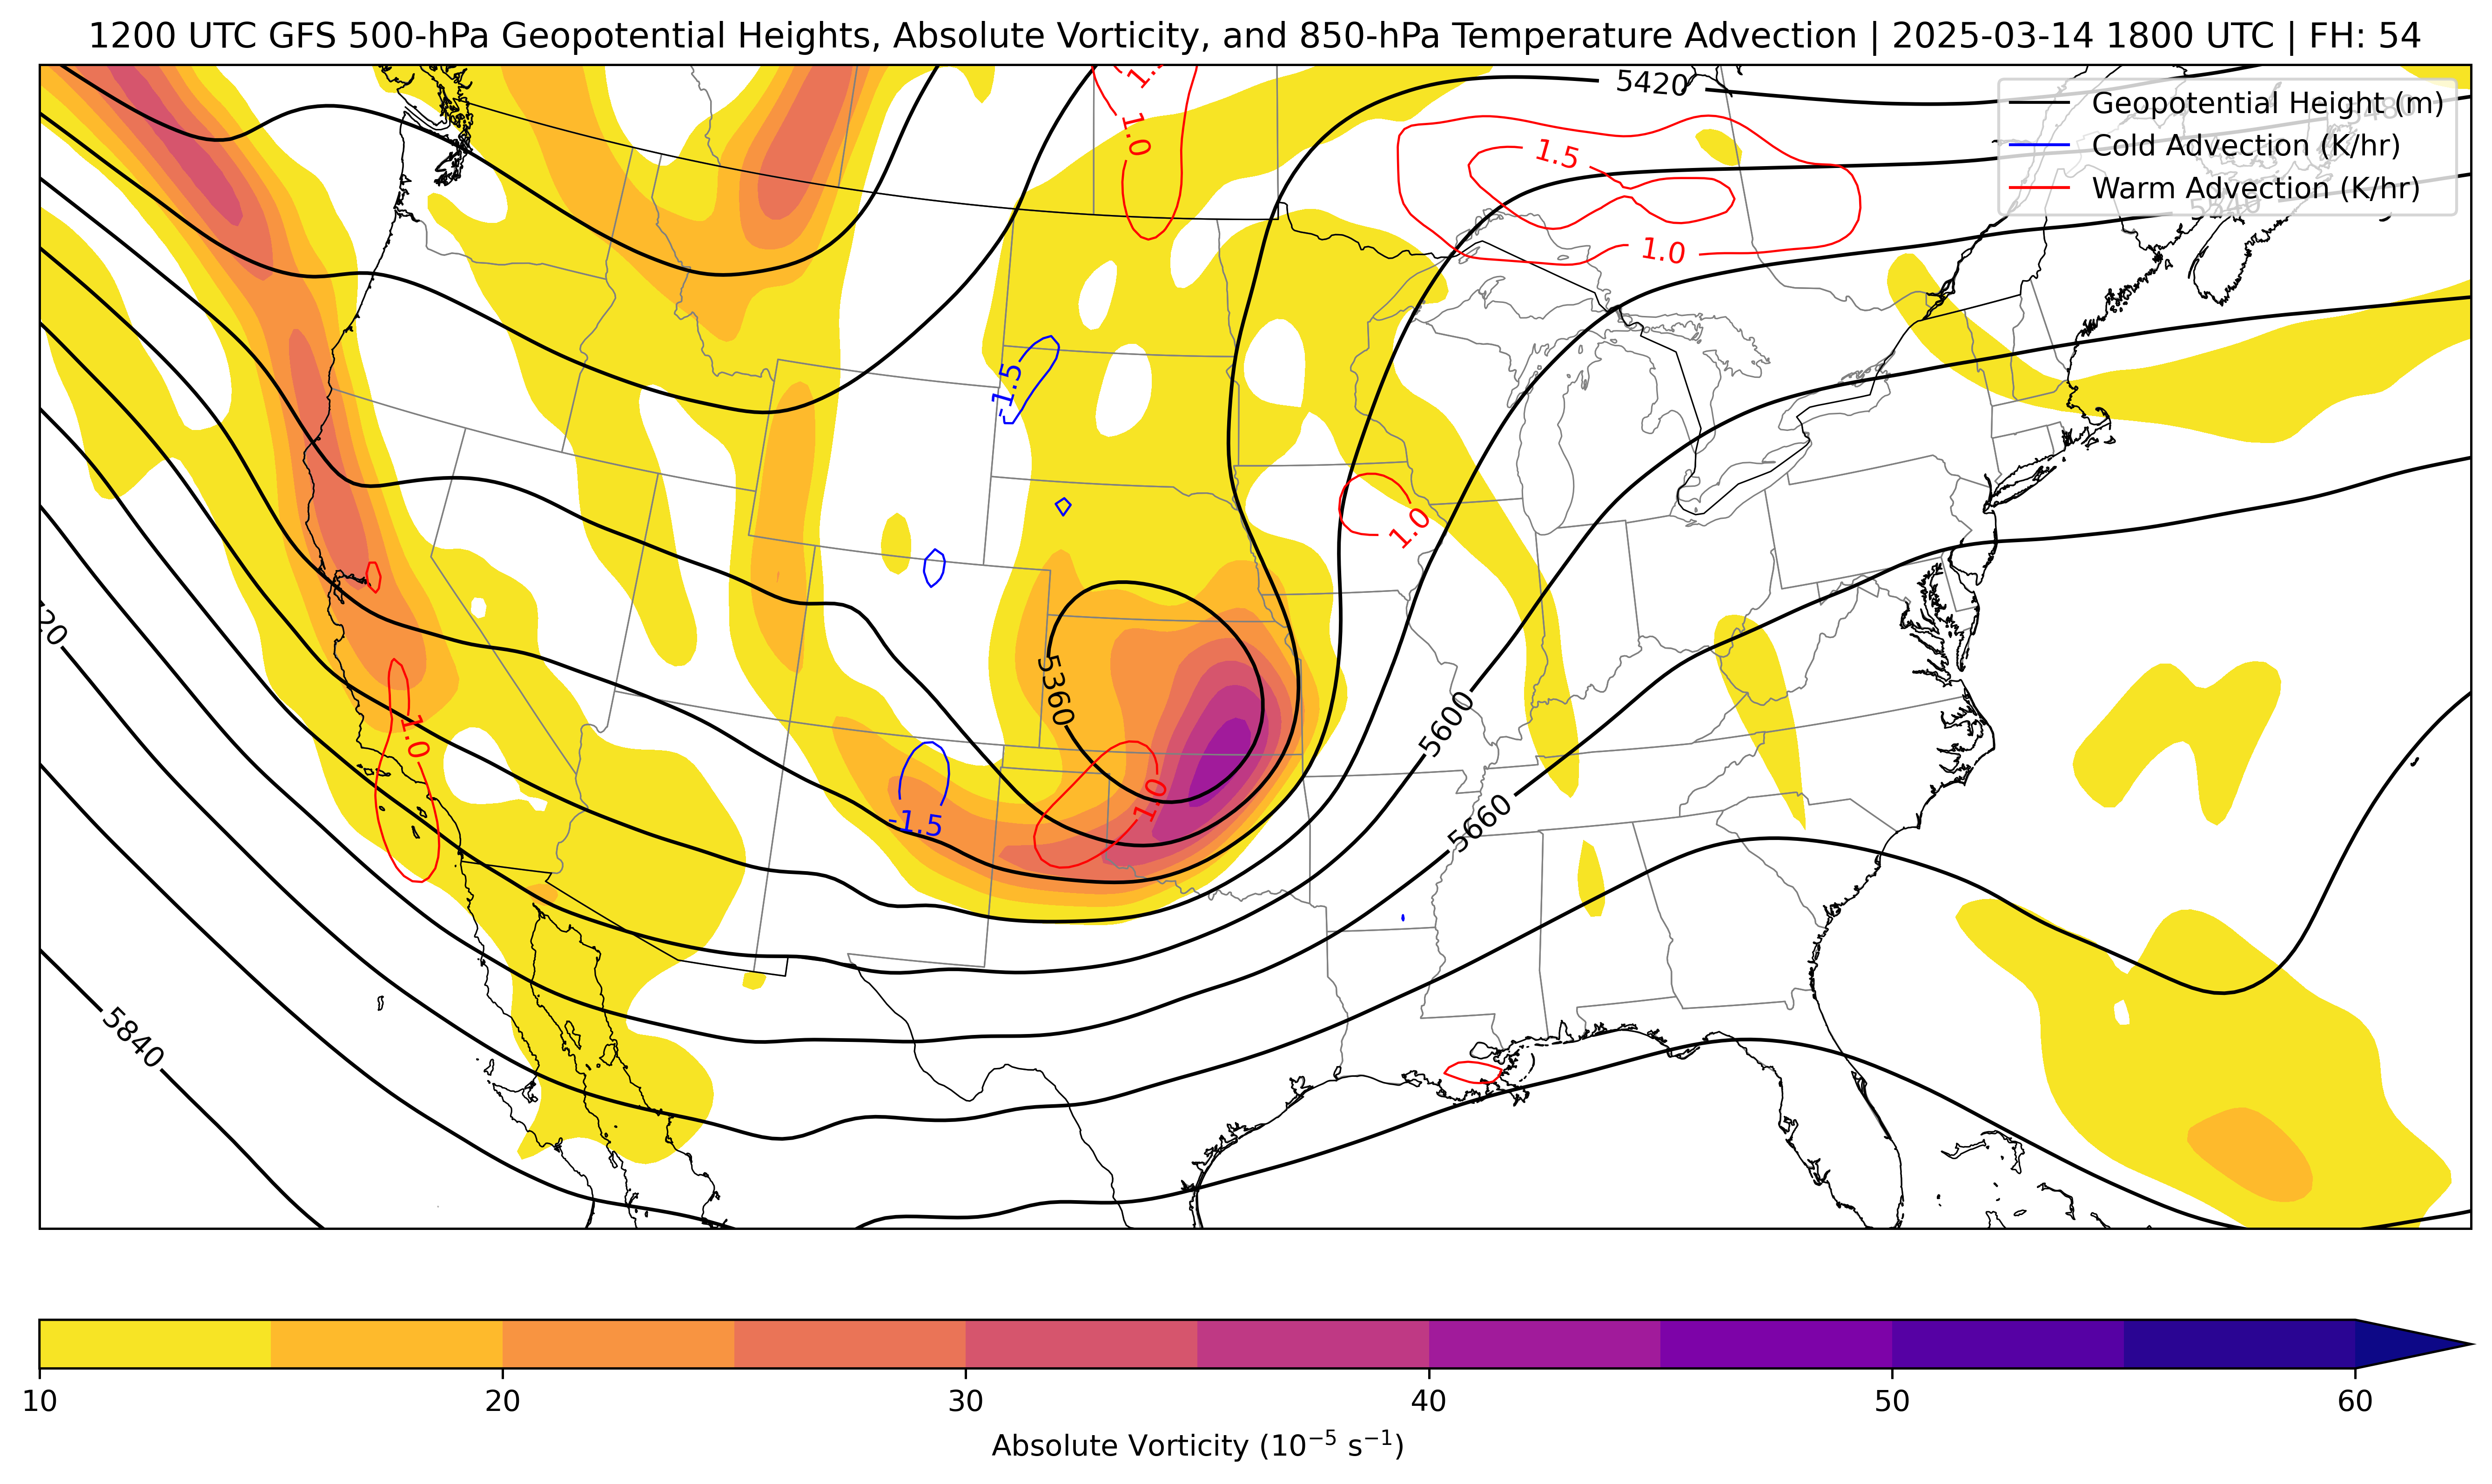 1200 UTC GFS 500-hPa Geopotential Heights, Absolute Vorticity, and 850-hPa Temperature Advection | 2025-03-14 1800 UTC | FH: 54
5420
Geopotential Height (m)
Cold Advection (K/hr)
Warm Advection (K/hr)
5480
1.0
1.5
1.0
-1.5
1.0
20
5360
1.0
5600
1.0
-1.5
5660
5840
10 20 30 40 50 60
Absolute Vorticity (10⁻⁵ s⁻¹)